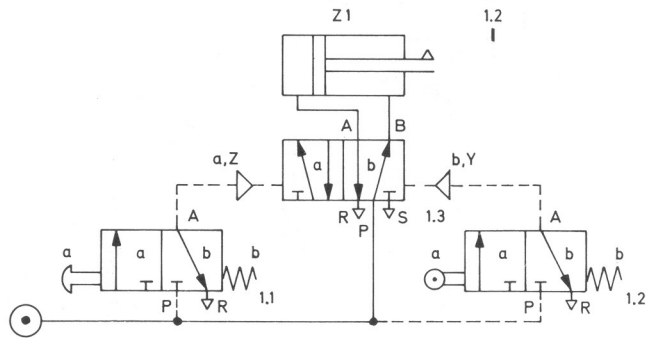 Z1 1.2
A B
a,Z a b b,Y
R P S 1.3
A A
a a b b a a b b
P R 1.1 P R 1.2